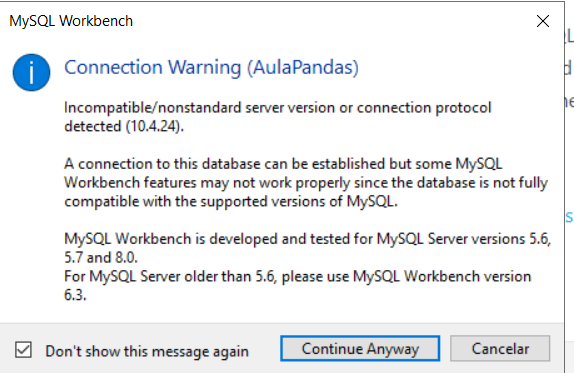 MySQL Workbench
Connection Warning (AulaPandas)
Incompatible/nonstandard server version or connection protocol
detected (10.4.24).
A connection to this database can be established but some MySQL
Workbench features may not work properly since the database is not fully
compatible with the supported versions of MySQL.
MySQL Workbench is developed and tested for MySQL Server versions 5.6,
5.7 and 8.0.
For MySQL Server older than 5.6, please use MySQL Workbench version
6.3.
Don't show this message again
Continue Anyway
Cancelar